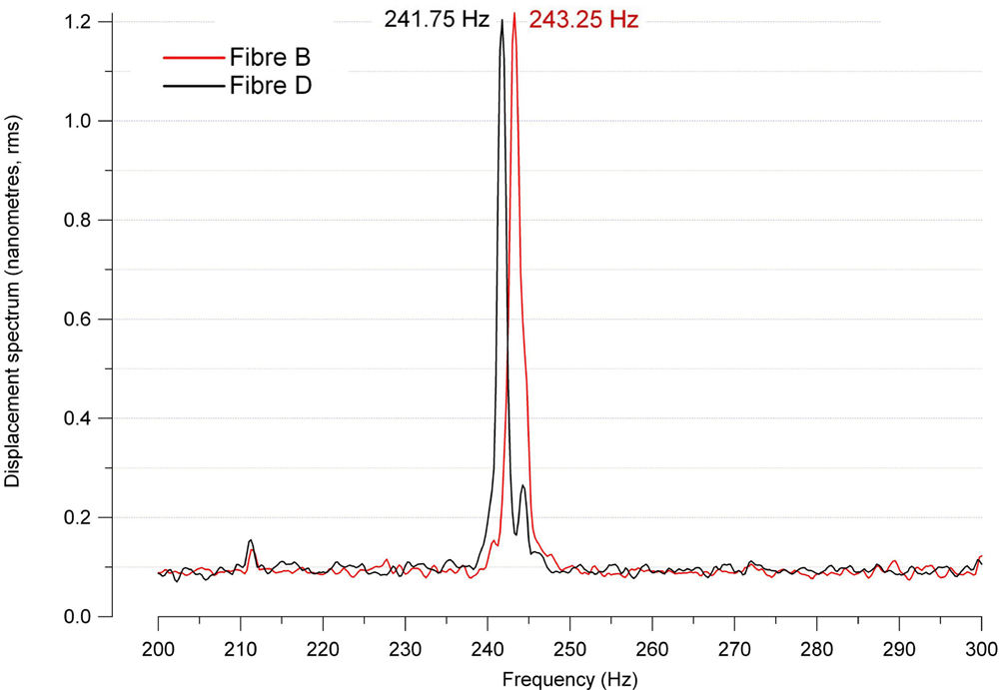 241.75 Hz 243.25 Hz
Fibre B
Fibre D
Displacement spectrum (nanometres, rms)
1.2
1.0
0.8
0.6
0.4
0.2
0.0
200 210 220 230 240 250 260 270 280 290 300
Frequency (Hz)